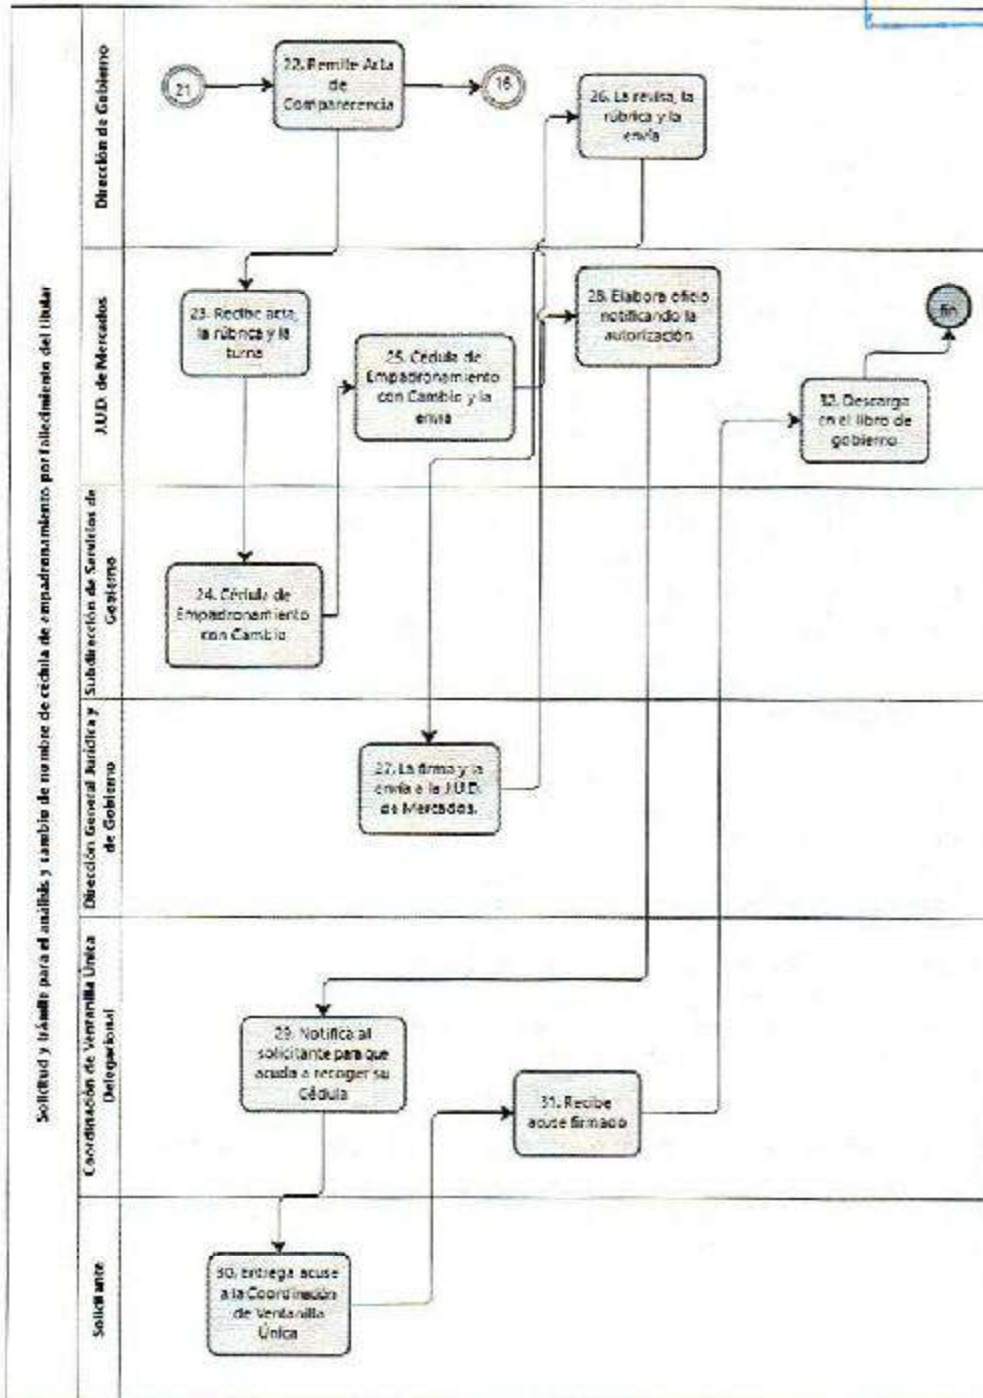 Solicitud y trámite para el análisis y cambio de nombre de cédula de empadronamiento por fallecimiento del titular
Dirección de Gobierno
21
22. Remite Acta
de
Comparecencia
16
26. La revisa, la
rúbrica y la
envía
J.U.D. de Mercados
23. Recibe acta,
la rúbrica y la
turna
25. Cédula de
Empadronamiento
con Cambio y la
envía
28. Elabora oficio
notificando la
autorización
fin
32. Descarga
en el libro de
gobierno
Subdirección de Servicios de
Gobierno
24. Cédula de
Empadronamiento
con Cambio
Dirección General Jurídica y
de Gobierno
27. La firma y la
envía a la J.U.D.
de Mercados.
Coordinación de Ventanilla Única
Delegacional
29. Notifica al
solicitante para que
acuda a recoger su
Cédula
31. Recibe
acuse firmado
Solicitante
30. Entrega acuse
a la Coordinación
de Ventanilla
Única